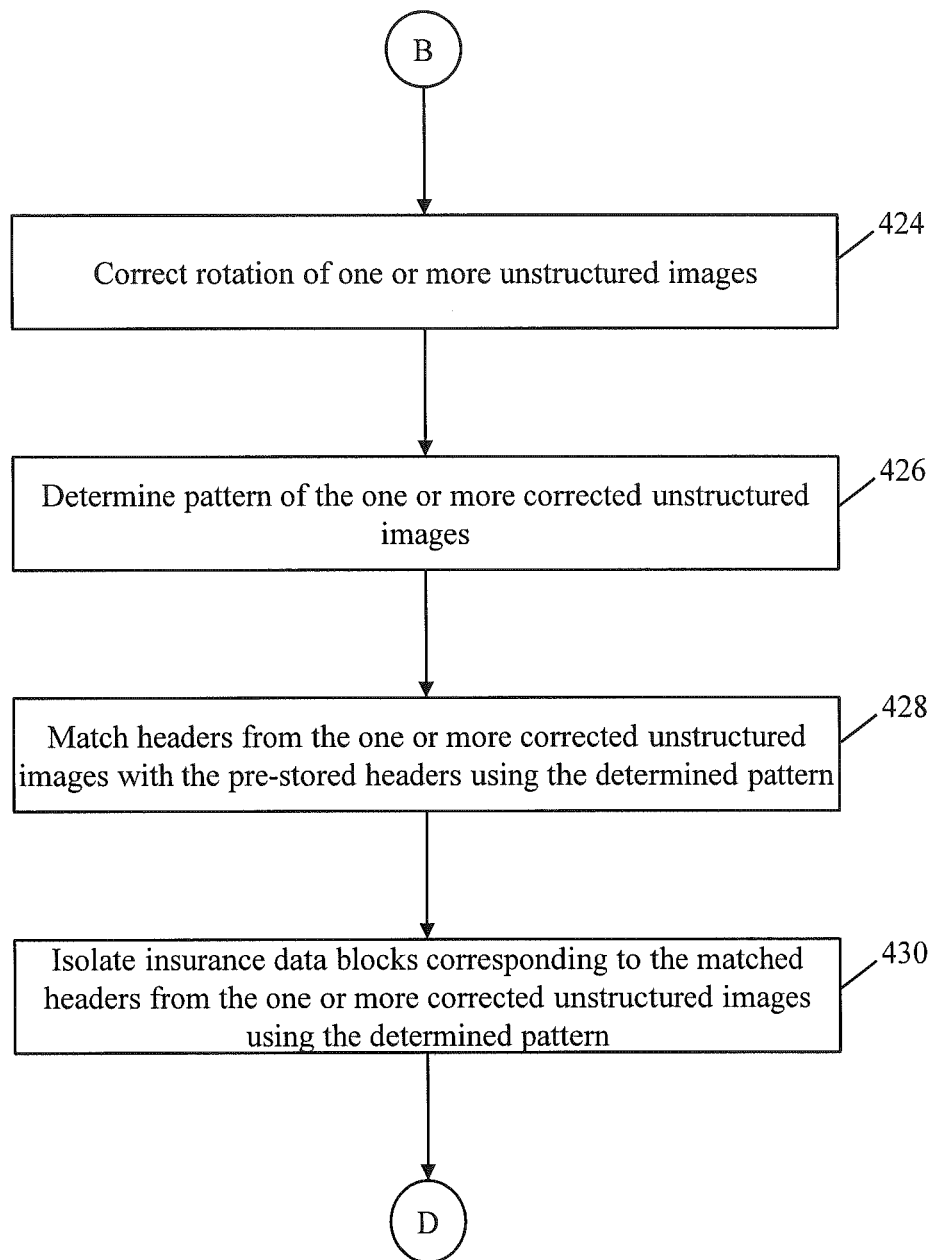 B
424
Correct rotation of one or more unstructured images
426
Determine pattern of the one or more corrected unstructured
images
428
Match headers from the one or more corrected unstructured
images with the pre-stored headers using the determined pattern
430
Isolate insurance data blocks corresponding to the matched
headers from the one or more corrected unstructured images
using the determined pattern
D